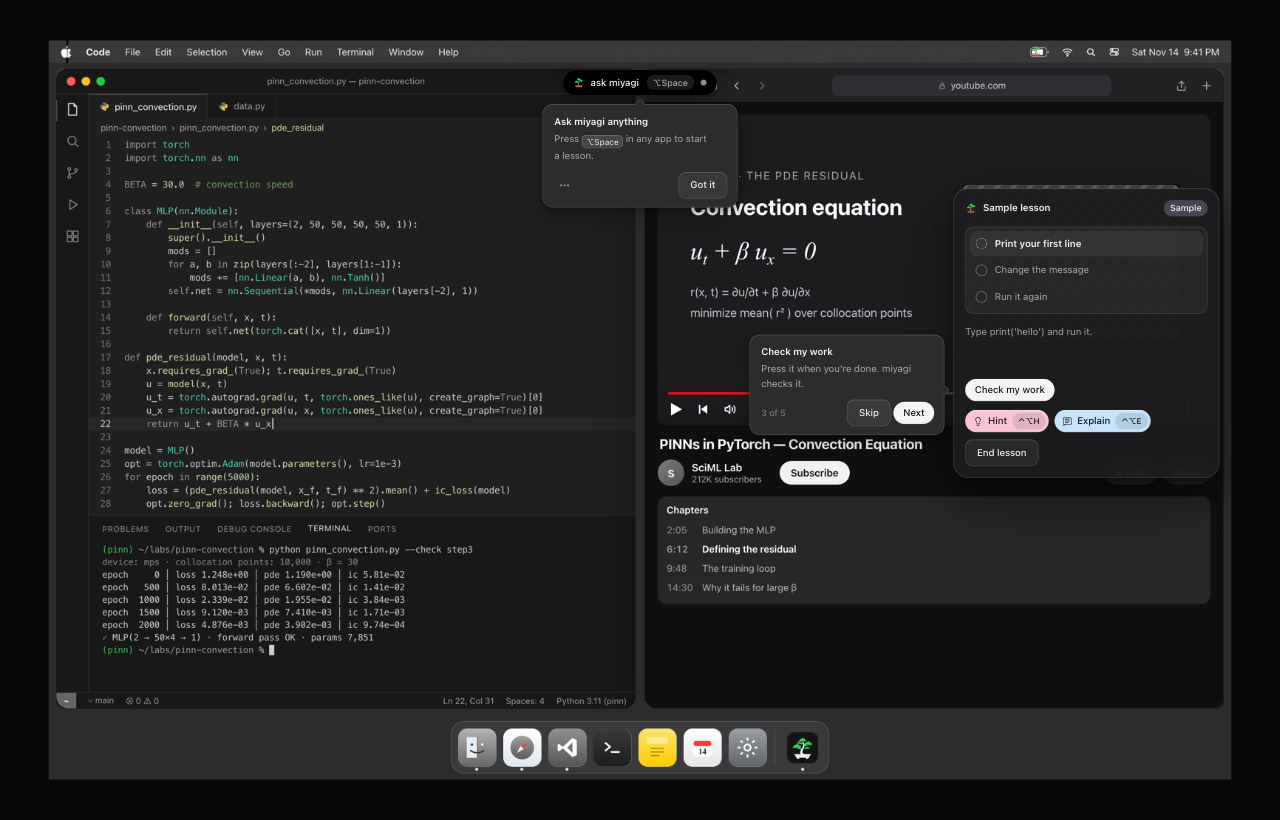 Code File Edit Selection View Go Run Terminal Window Help
Sat Nov 14 9:41 PM
pinn_convection.py — pinn-convection
pinn_convection.py
data.py
pinn-convection › pinn_convection.py › pde_residual
1 import torch
2 import torch.nn as nn
3
4 BETA = 30.0 # convection speed
5
6 class MLP(nn.Module):
7 def __init__(self, layers=(2, 50, 50, 50, 50, 1)):
8 super().__init__()
9 mods = []
10 for a, b in zip(layers[:-2], layers[1:-1]):
11 mods += [nn.Linear(a, b), nn.Tanh()]
12 self.net = nn.Sequential(*mods, nn.Linear(layers[-2], 1))
13
14 def forward(self, x, t):
15 return self.net(torch.cat([x, t], dim=1))
16
17 def pde_residual(model, x, t):
18 x.requires_grad_(True); t.requires_grad_(True)
19 u = model(x, t)
20 u_t = torch.autograd.grad(u, t, torch.ones_like(u), create_graph=True)[0]
21 u_x = torch.autograd.grad(u, x, torch.ones_like(u), create_graph=True)[0]
22 return u_t + BETA * u_x
23
24 model = MLP()
25 opt = torch.optim.Adam(model.parameters(), lr=1e-3)
26 for epoch in range(5000):
27 loss = (pde_residual(model, x_f, t_f) ** 2).mean() + ic_loss(model)
28 opt.zero_grad(); loss.backward(); opt.step()
PROBLEMS OUTPUT DEBUG CONSOLE TERMINAL PORTS
(pinn) ~/labs/pinn-convection % python pinn_convection.py --check step3
device: mps · collocation points: 10,000 · β = 30
epoch 0 | loss 1.248e+00 | pde 1.190e+00 | ic 5.81e-02
epoch 500 | loss 8.013e-02 | pde 6.602e-02 | ic 1.41e-02
epoch 1000 | loss 2.339e-02 | pde 1.955e-02 | ic 3.84e-03
epoch 1500 | loss 9.120e-03 | pde 7.410e-03 | ic 1.71e-03
epoch 2000 | loss 4.876e-03 | pde 3.902e-03 | ic 9.74e-04
✓ MLP(2 → 50×4 → 1) · forward pass OK · params 7,851
(pinn) ~/labs/pinn-convection %
main 0 0 Ln 22, Col 31 Spaces: 4 Python 3.11 (pinn)
ask miyagi ⌥Space
Ask miyagi anything
Press ⌥Space in any app to start
a lesson.
Got it
youtube.com
· THE PDE RESIDUAL
Convection equation
u_t + β u_x = 0
r(x, t) = ∂u/∂t + β ∂u/∂x
minimize mean( r² ) over collocation points
Check my work
Press it when you're done. miyagi
checks it.
3 of 5
Skip
Next
PINNs in PyTorch — Convection Equation
S
SciML Lab
212K subscribers
Subscribe
Chapters
2:05 Building the MLP
6:12 Defining the residual
9:48 The training loop
14:30 Why it fails for large β
Sample lesson
Sample
Print your first line
Change the message
Run it again
Type print('hello') and run it.
Check my work
Hint ^⌥H
Explain ^⌥E
End lesson
14